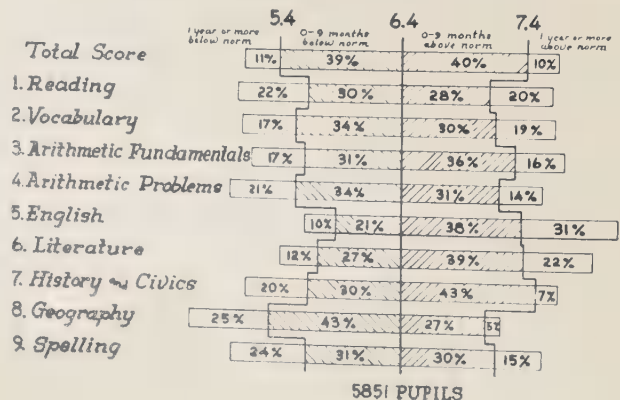 5.4 6.4 7.4
1 year or more below norm 0-9 months below norm 0-9 months above norm 1 year or more above norm
Total Score 11% 39% 40% 10%
1. Reading 22% 30% 28% 20%
2. Vocabulary 17% 34% 30% 19%
3. Arithmetic Fundamentals 17% 31% 36% 16%
4. Arithmetic Problems 21% 34% 31% 14%
5. English 10% 21% 38% 31%
6. Literature 12% 27% 39% 22%
7. History and Civics 20% 30% 43% 7%
8. Geography 25% 43% 27% 5%
9. Spelling 24% 31% 30% 15%
5851 PUPILS